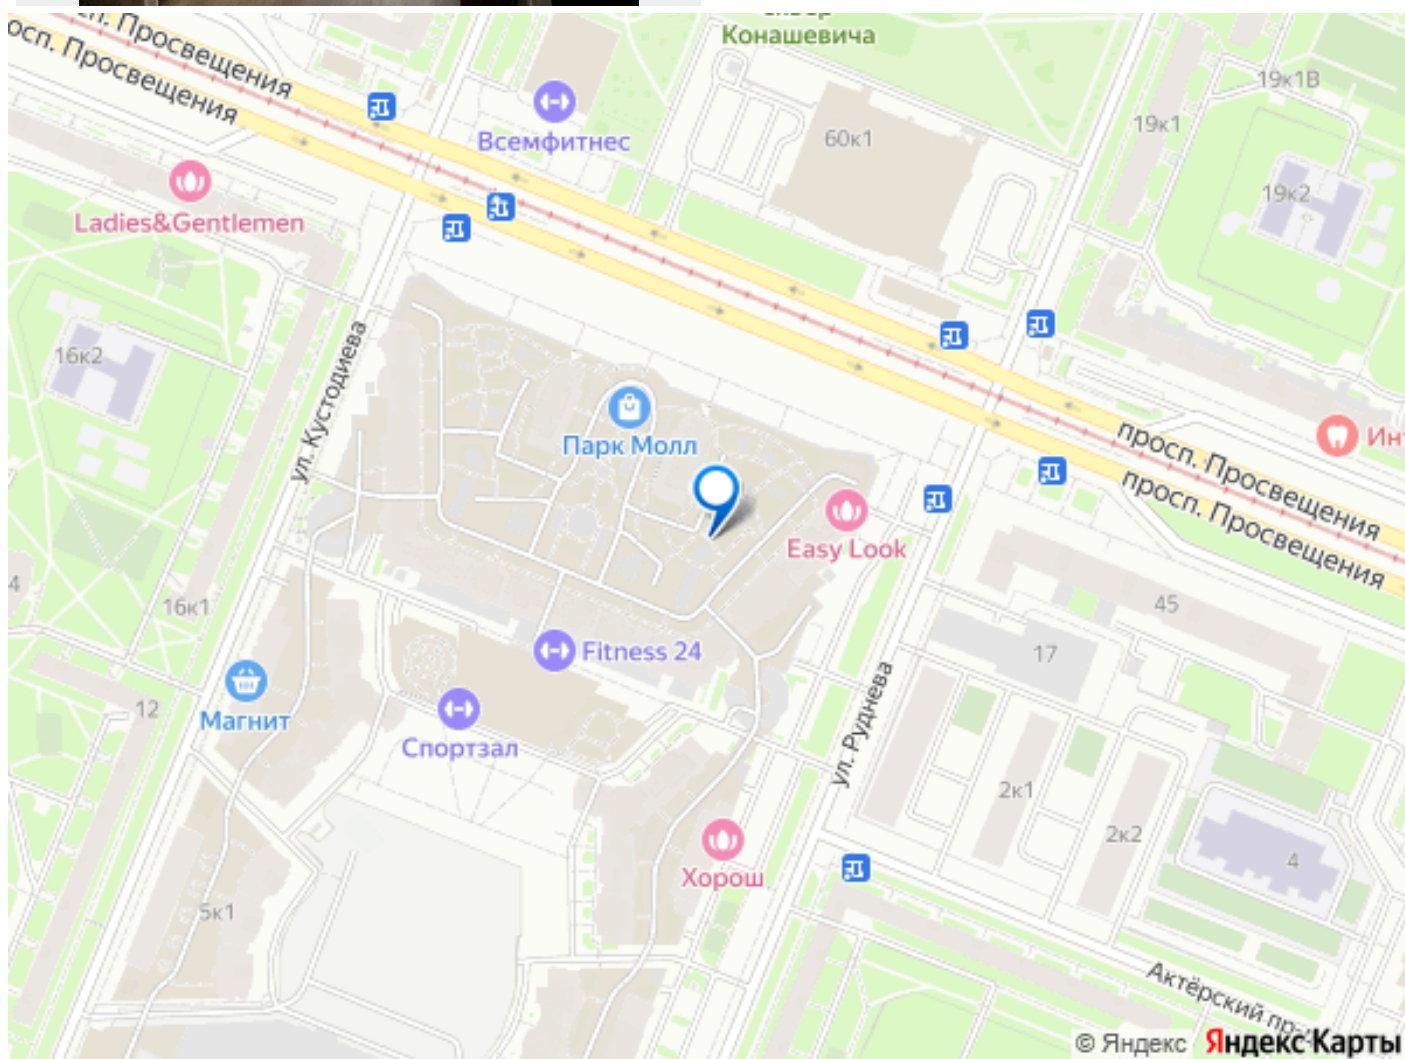 Конашевича
просп. Просвещения
19к1В
19к1
Всемфитнес
60к1
19к2
Ladies&Gentlemen
ул. Кустодиева
16к2
Парк Молл
просп. Просвещения
просп. Просвещения
Easy Look
4
16к1
45
17
Fitness 24
Магнит
12
Спортзал
ул. Руднева
2к1
2к2
4
Хорош
5к1
Актёрский
© Яндекс Яндекс Карты